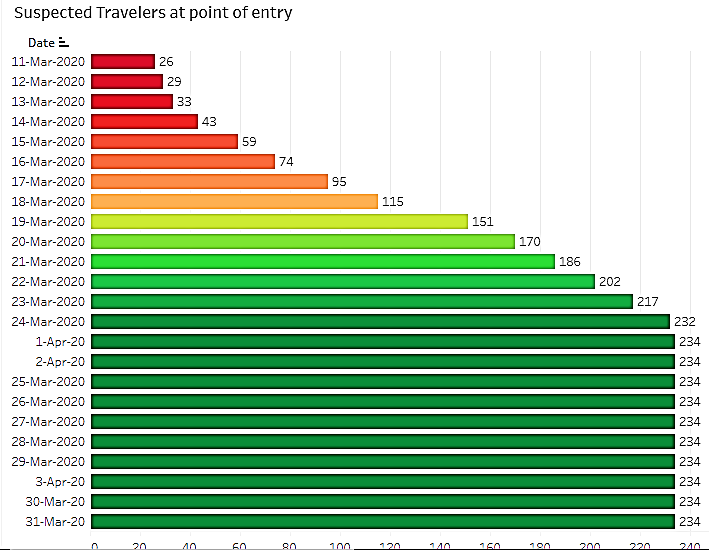 Suspected Travelers at point of entry
Date
11-Mar-2020 26
12-Mar-2020 29
13-Mar-2020 33
14-Mar-2020 43
15-Mar-2020 59
16-Mar-2020 74
17-Mar-2020 95
18-Mar-2020 115
19-Mar-2020 151
20-Mar-2020 170
21-Mar-2020 186
22-Mar-2020 202
23-Mar-2020 217
24-Mar-2020 232
1-Apr-20 234
2-Apr-20 234
25-Mar-2020 234
26-Mar-2020 234
27-Mar-2020 234
28-Mar-2020 234
29-Mar-2020 234
3-Apr-20 234
30-Mar-20 234
31-Mar-20 234
0 20 40 60 80 100 120 140 160 180 200 220 240